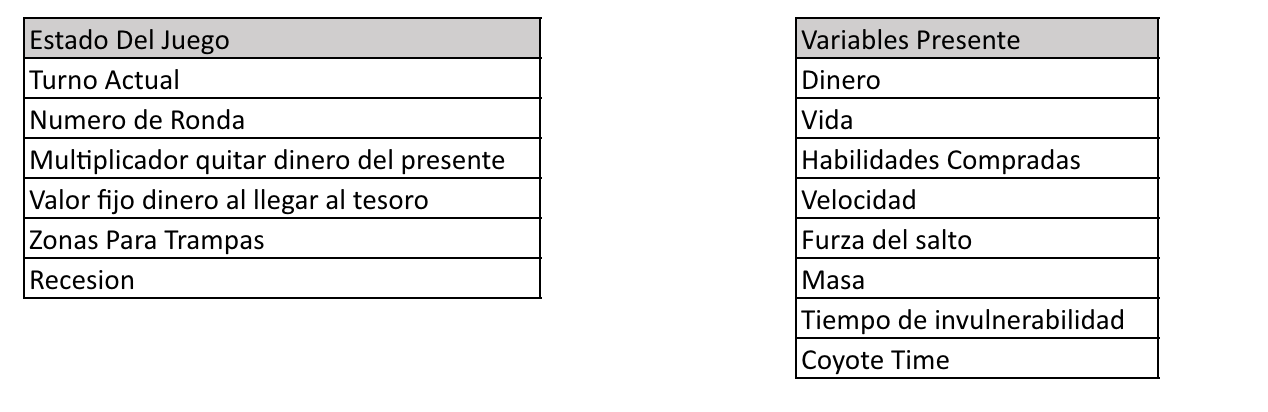 Estado Del Juego
Turno Actual
Numero de Ronda
Multiplicador quitar dinero del presente
Valor fijo dinero al llegar al tesoro
Zonas Para Trampas
Recesion
Variables Presente
Dinero
Vida
Habilidades Compradas
Velocidad
Furza del salto
Masa
Tiempo de invulnerabilidad
Coyote Time